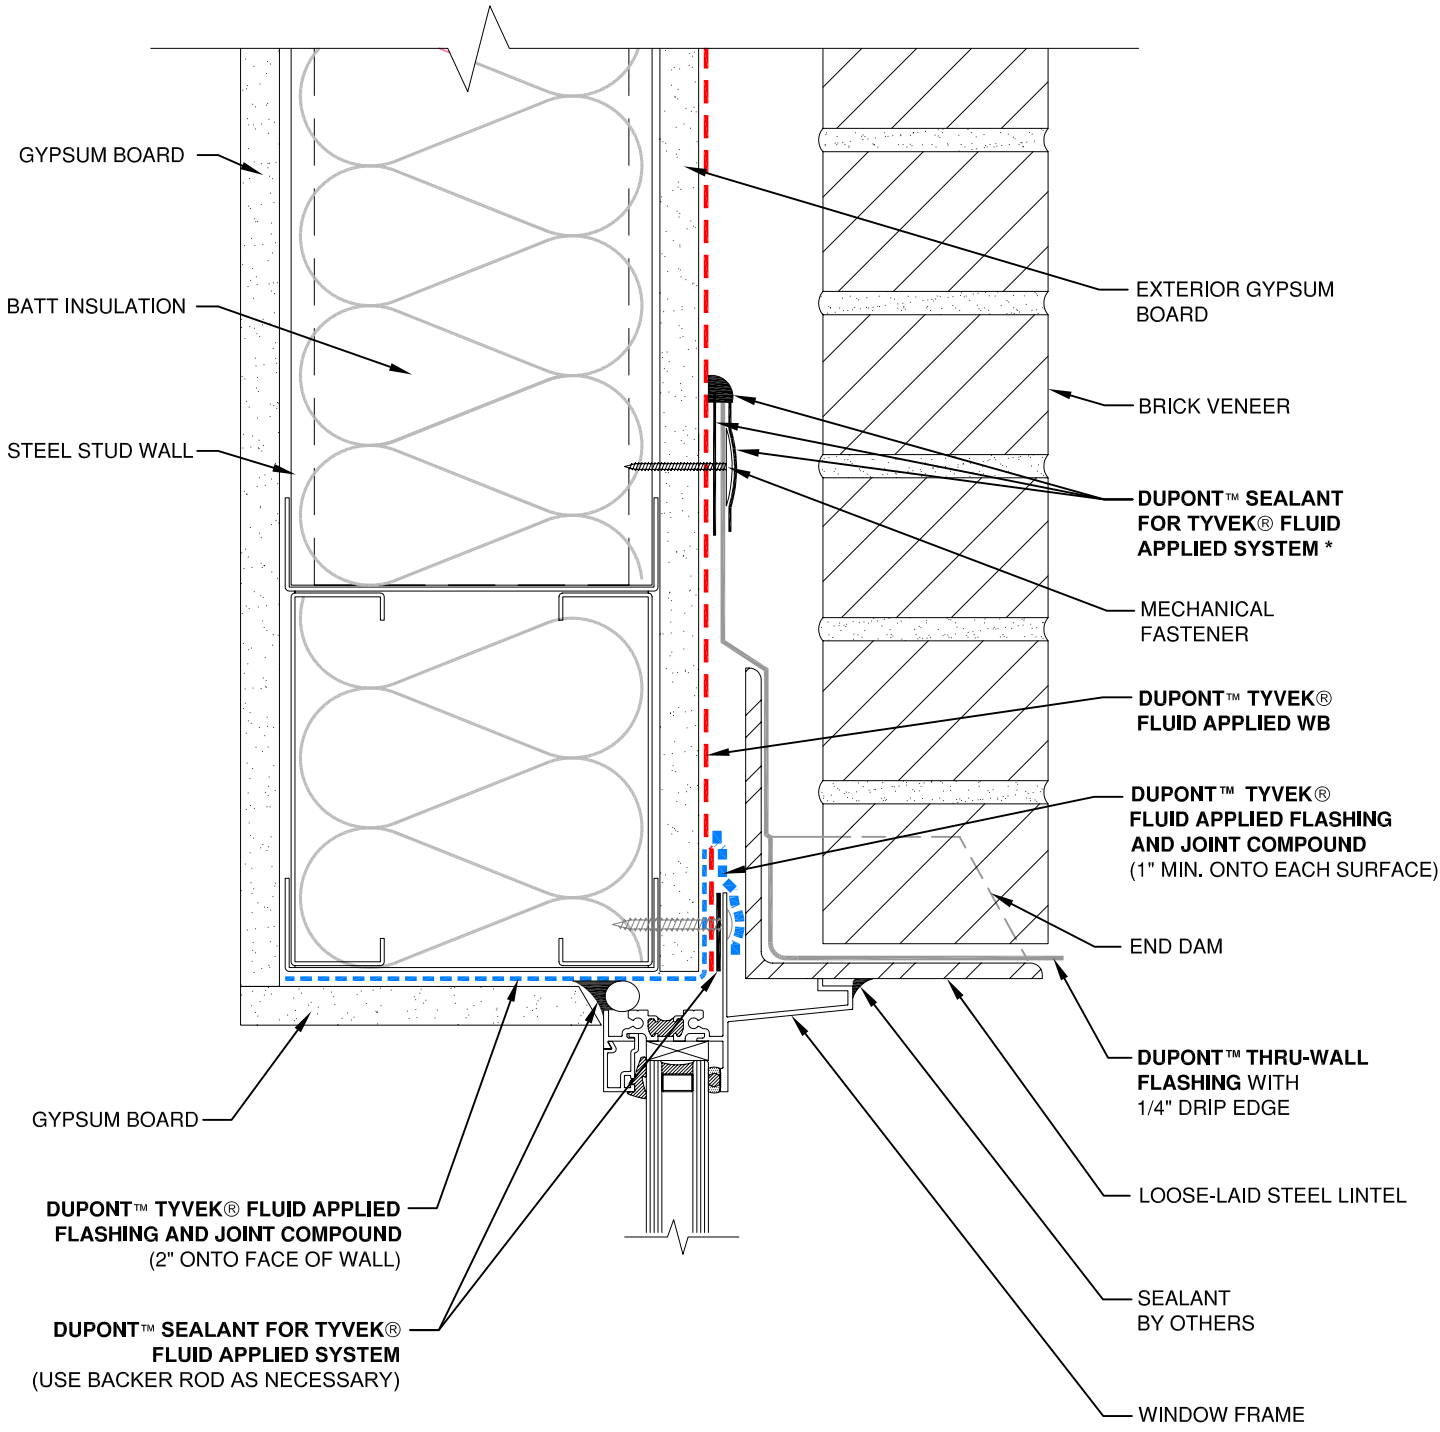 GYPSUM BOARD
BATT INSULATION
STEEL STUD WALL
GYPSUM BOARD
DUPONT™ TYVEK® FLUID APPLIED
FLASHING AND JOINT COMPOUND
(2" ONTO FACE OF WALL)
DUPONT™ SEALANT FOR TYVEK®
FLUID APPLIED SYSTEM
(USE BACKER ROD AS NECESSARY)
EXTERIOR GYPSUM
BOARD
BRICK VENEER
DUPONT™ SEALANT
FOR TYVEK® FLUID
APPLIED SYSTEM *
MECHANICAL
FASTENER
DUPONT™ TYVEK®
FLUID APPLIED WB
DUPONT™ TYVEK®
FLUID APPLIED FLASHING
AND JOINT COMPOUND
(1" MIN. ONTO EACH SURFACE)
END DAM
DUPONT™ THRU-WALL
FLASHING WITH
1/4" DRIP EDGE
LOOSE-LAID STEEL LINTEL
SEALANT
BY OTHERS
WINDOW FRAME